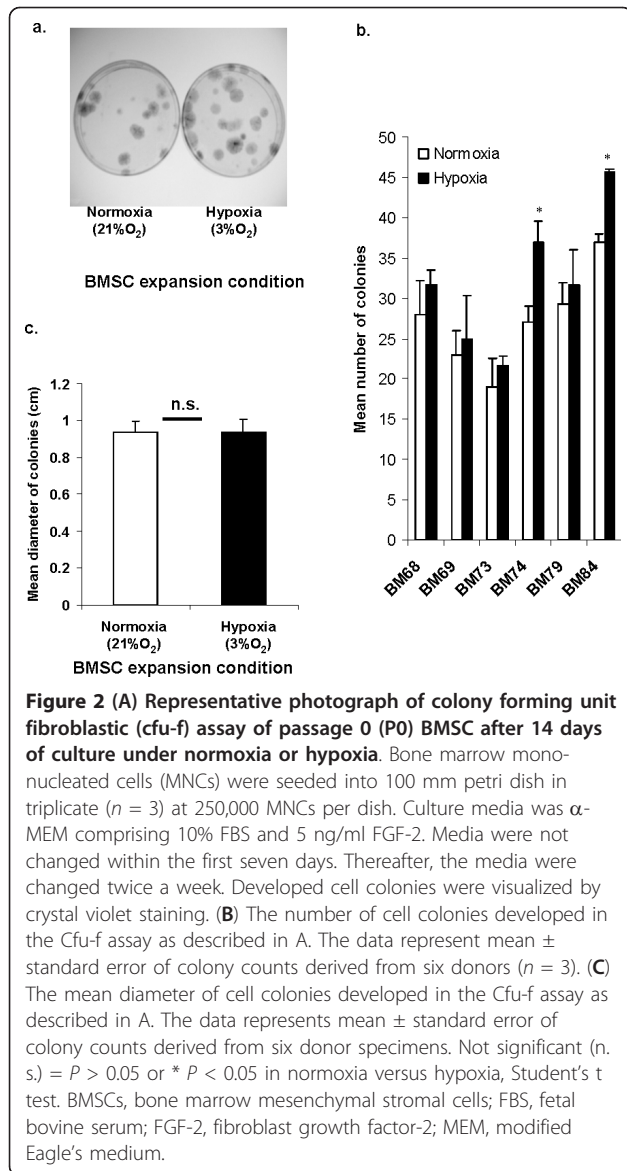 a.
Normoxia
(21%O₂)
Hypoxia
(3%O₂)
BMSC expansion condition
b.
50
45
40
35
30
25
20
15
10
5
0
Mean number of colonies
Normoxia
Hypoxia
*
*
BM68
BM69
BM73
BM74
BM79
BM84
c.
1.2
1
0.8
0.6
0.4
0.2
0
Mean diameter of colonies (cm)
n.s.
Normoxia
(21%O₂)
Hypoxia
(3%O₂)
BMSC expansion condition
Figure 2 (A) Representative photograph of colony forming unit
fibroblastic (cfu-f) assay of passage 0 (P0) BMSC after 14 days
of culture under normoxia or hypoxia. Bone marrow mono-
nucleated cells (MNCs) were seeded into 100 mm petri dish in
triplicate (n = 3) at 250,000 MNCs per dish. Culture media was α-
MEM comprising 10% FBS and 5 ng/ml FGF-2. Media were not
changed within the first seven days. Thereafter, the media were
changed twice a week. Developed cell colonies were visualized by
crystal violet staining. (B) The number of cell colonies developed in
the Cfu-f assay as described in A. The data represent mean ±
standard error of colony counts derived from six donors (n = 3). (C)
The mean diameter of cell colonies developed in the Cfu-f assay as
described in A. The data represents mean ± standard error of
colony counts derived from six donor specimens. Not significant (n.
s.) = P > 0.05 or * P < 0.05 in normoxia versus hypoxia, Student's t
test. BMSCs, bone marrow mesenchymal stromal cells; FBS, fetal
bovine serum; FGF-2, fibroblast growth factor-2; MEM, modified
Eagle's medium.